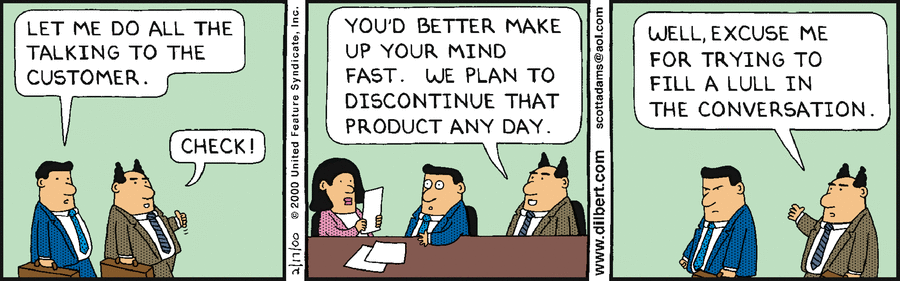 LET ME DO ALL THE
TALKING TO THE
CUSTOMER.
CHECK!
© 2000 United Feature Syndicate, Inc.
2/17/00
YOU'D BETTER MAKE
UP YOUR MIND
FAST. WE PLAN TO
DISCONTINUE THAT
PRODUCT ANY DAY.
scottadams@aol.com
www.dilbert.com
WELL, EXCUSE ME
FOR TRYING TO
FILL A LULL IN
THE CONVERSATION.